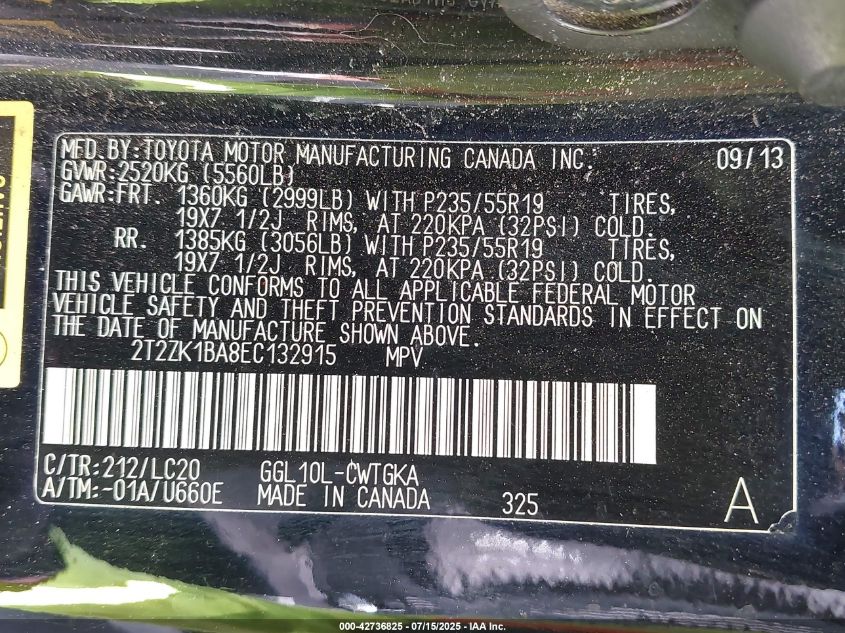 MFD.BY:TOYOTA MOTOR MANUFACTURING CANADA INC. 09/13
GVWR:2520KG (5560LB)
GAWR:FRT. 1360KG (2999LB) WITH P235/55R19 TIRES,
19X7 1/2J RIMS, AT 220KPA (32PSI) COLD.
RR. 1385KG (3056LB) WITH P235/55R19 TIRES,
19X7 1/2J RIMS, AT 220KPA (32PSI) COLD.
THIS VEHICLE CONFORMS TO ALL APPLICABLE FEDERAL MOTOR
VEHICLE SAFETY AND THEFT PREVENTION STANDARDS IN EFFECT ON
THE DATE OF MANUFACTURE SHOWN ABOVE.
2T2ZK1BA8EC132915 MPV
C/TR:212/LC20 GGL10L-CWTGKA
A/TM:-01A/U660E MADE IN CANADA 325 A
000-42736825 - 07/15/2025 - IAA Inc.